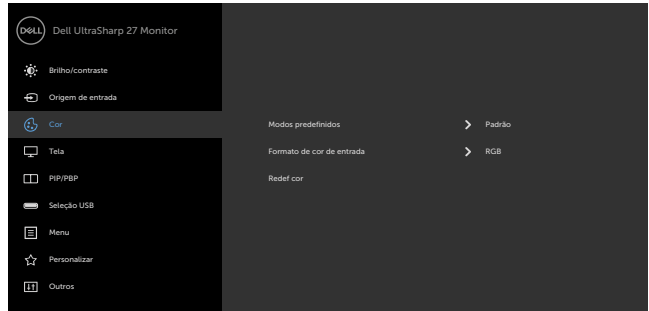 DELL Dell UltraSharp 27 Monitor
Brilho/contraste
Origem de entrada
Cor
Modos predefinidos Padrão
Tela
Formato de cor de entrada RGB
PIP/PBP
Redef cor
Seleção USB
Menu
Personalizar
Outros